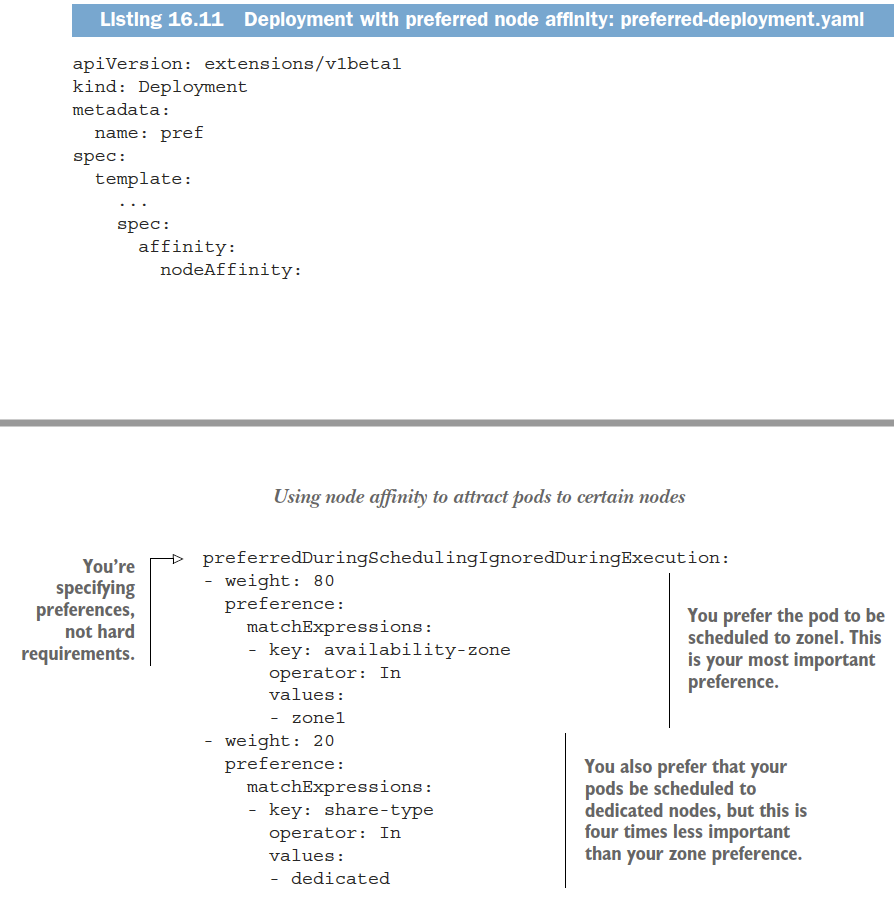 Listing 16.11 Deployment with preferred node affinity: preferred-deployment.yaml
apiVersion: extensions/v1beta1
kind: Deployment
metadata:
  name: pref
spec:
  template:
    ...
    spec:
      affinity:
        nodeAffinity:
Using node affinity to attract pods to certain nodes
You're
specifying
preferences,
not hard
requirements.
preferredDuringSchedulingIgnoredDuringExecution:
- weight: 80
  preference:
    matchExpressions:
    - key: availability-zone
      operator: In
      values:
      - zone1
You prefer the pod to be
scheduled to zone1. This
is your most important
preference.
- weight: 20
  preference:
    matchExpressions:
    - key: share-type
      operator: In
      values:
      - dedicated
You also prefer that your
pods be scheduled to
dedicated nodes, but this is
four times less important
than your zone preference.